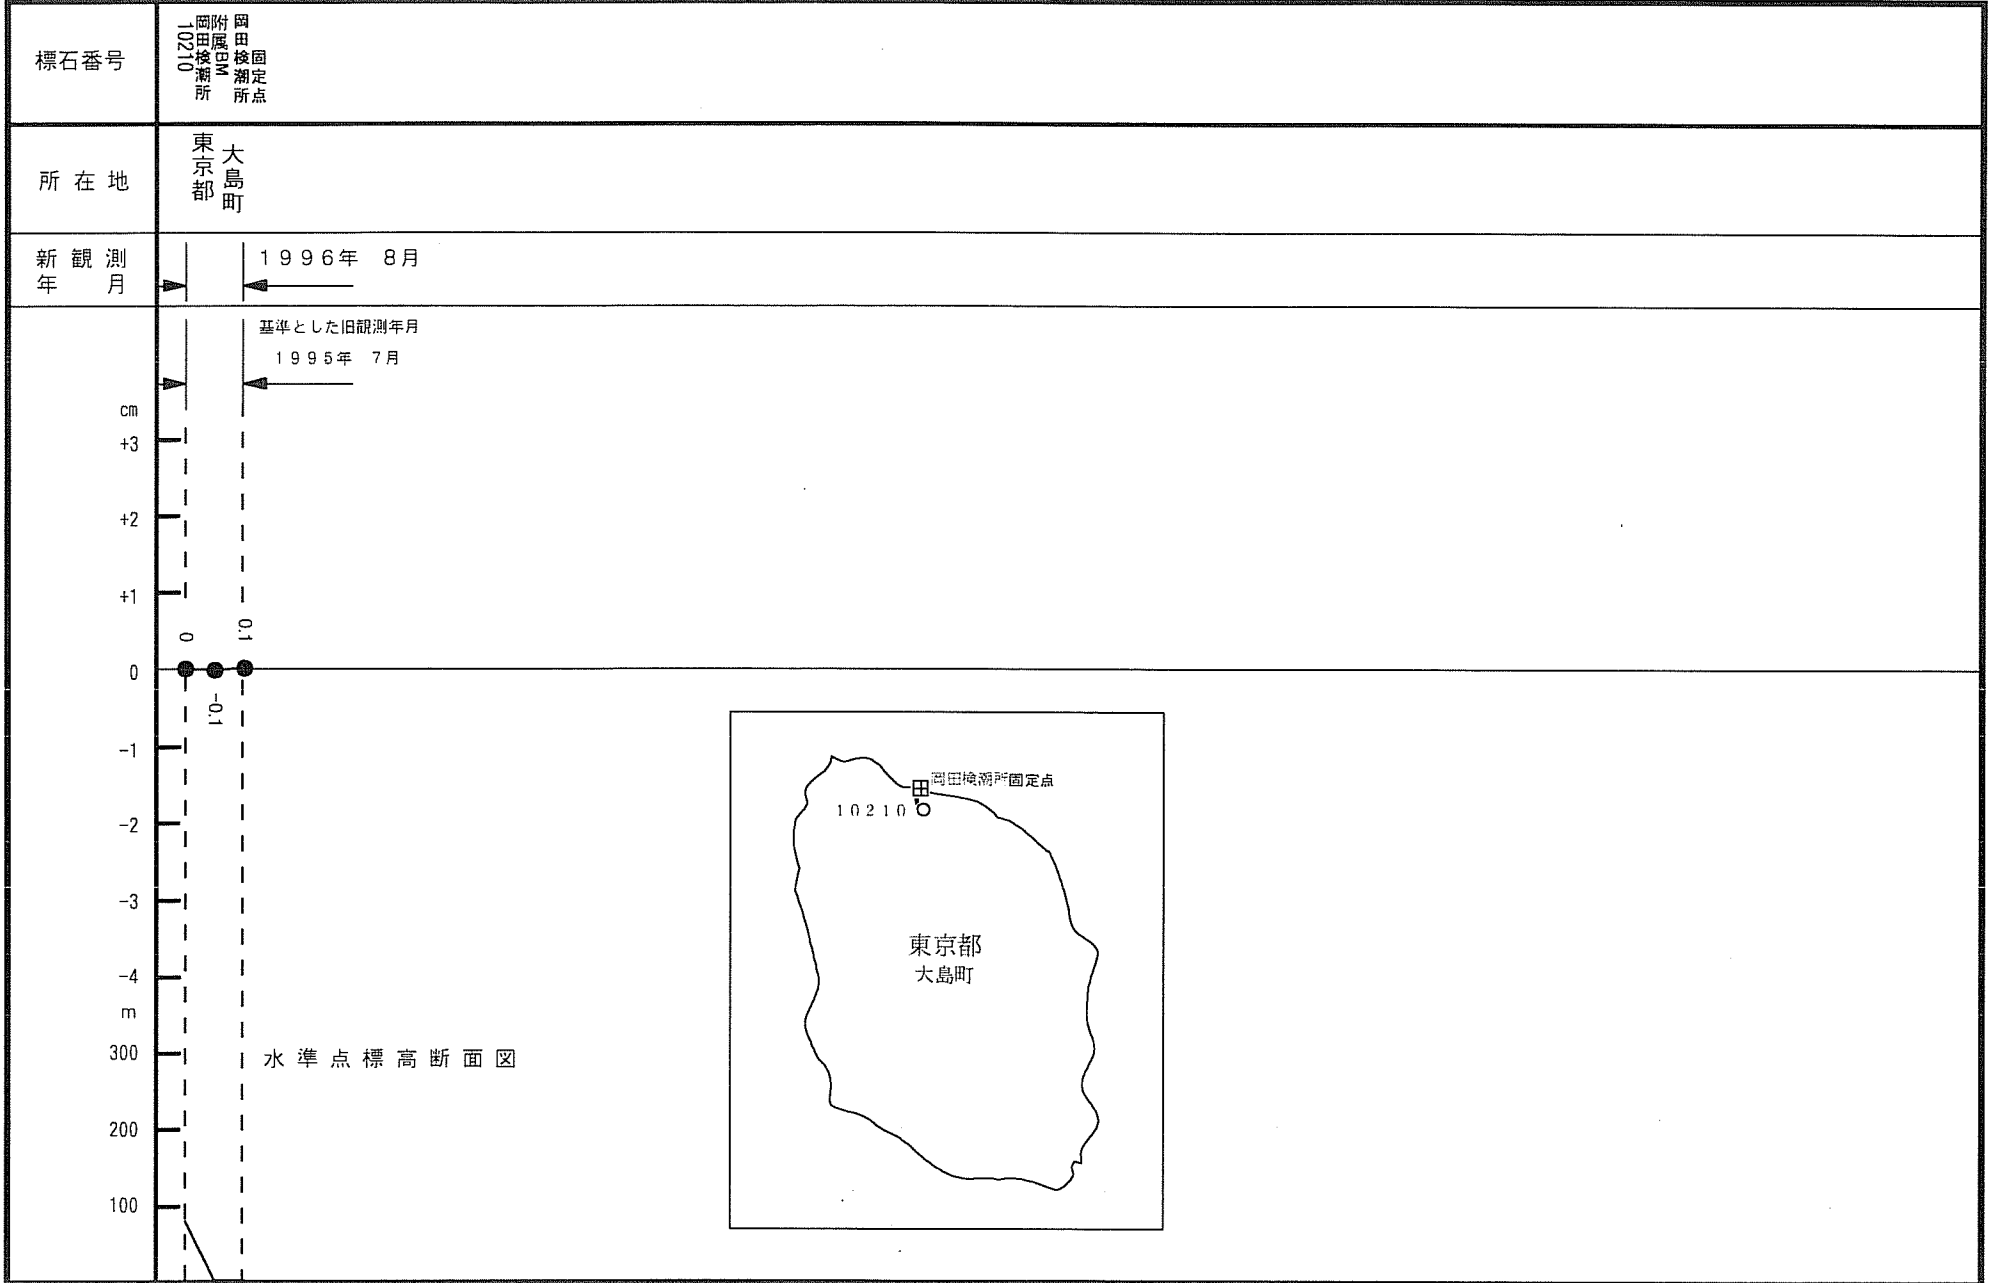 標石番号
10210
岡田検潮所
附属BM
岡田検潮所
固定点
所在地
東京都
大島町
新観測
年月
1996年 8月
基準とした旧観測年月
1995年 7月
cm
+3
+2
+1
0
-1
-2
-3
-4
m
300
200
100
0
-0.1
0.1
水準点標高断面図
岡田検潮所固定点
10210
東京都
大島町